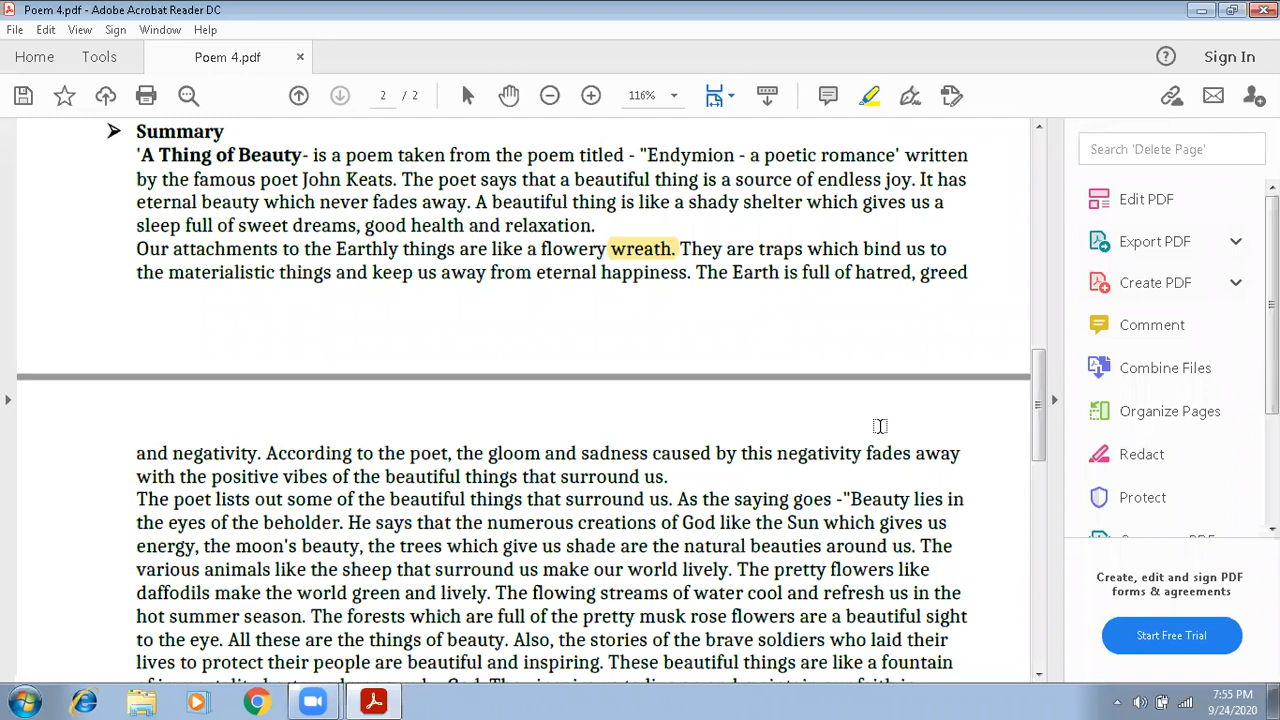 Poem 4.pdf - Adobe Acrobat Reader DC
File Edit View Sign Window Help
Home Tools Poem 4.pdf × Sign In
2 / 2 116%
➤ Summary
'A Thing of Beauty- is a poem taken from the poem titled - "Endymion - a poetic romance' written
by the famous poet John Keats. The poet says that a beautiful thing is a source of endless joy. It has
eternal beauty which never fades away. A beautiful thing is like a shady shelter which gives us a
sleep full of sweet dreams, good health and relaxation.
Our attachments to the Earthly things are like a flowery wreath. They are traps which bind us to
the materialistic things and keep us away from eternal happiness. The Earth is full of hatred, greed
and negativity. According to the poet, the gloom and sadness caused by this negativity fades away
with the positive vibes of the beautiful things that surround us.
The poet lists out some of the beautiful things that surround us. As the saying goes -"Beauty lies in
the eyes of the beholder. He says that the numerous creations of God like the Sun which gives us
energy, the moon's beauty, the trees which give us shade are the natural beauties around us. The
various animals like the sheep that surround us make our world lively. The pretty flowers like
daffodils make the world green and lively. The flowing streams of water cool and refresh us in the
hot summer season. The forests which are full of the pretty musk rose flowers are a beautiful sight
to the eye. All these are the things of beauty. Also, the stories of the brave soldiers who laid their
lives to protect their people are beautiful and inspiring. These beautiful things are like a fountain
Search 'Delete Page'
Edit PDF
Export PDF
Create PDF
Comment
Combine Files
Organize Pages
Redact
Protect
Create, edit and sign PDF
forms & agreements
Start Free Trial
7:55 PM
9/24/2020